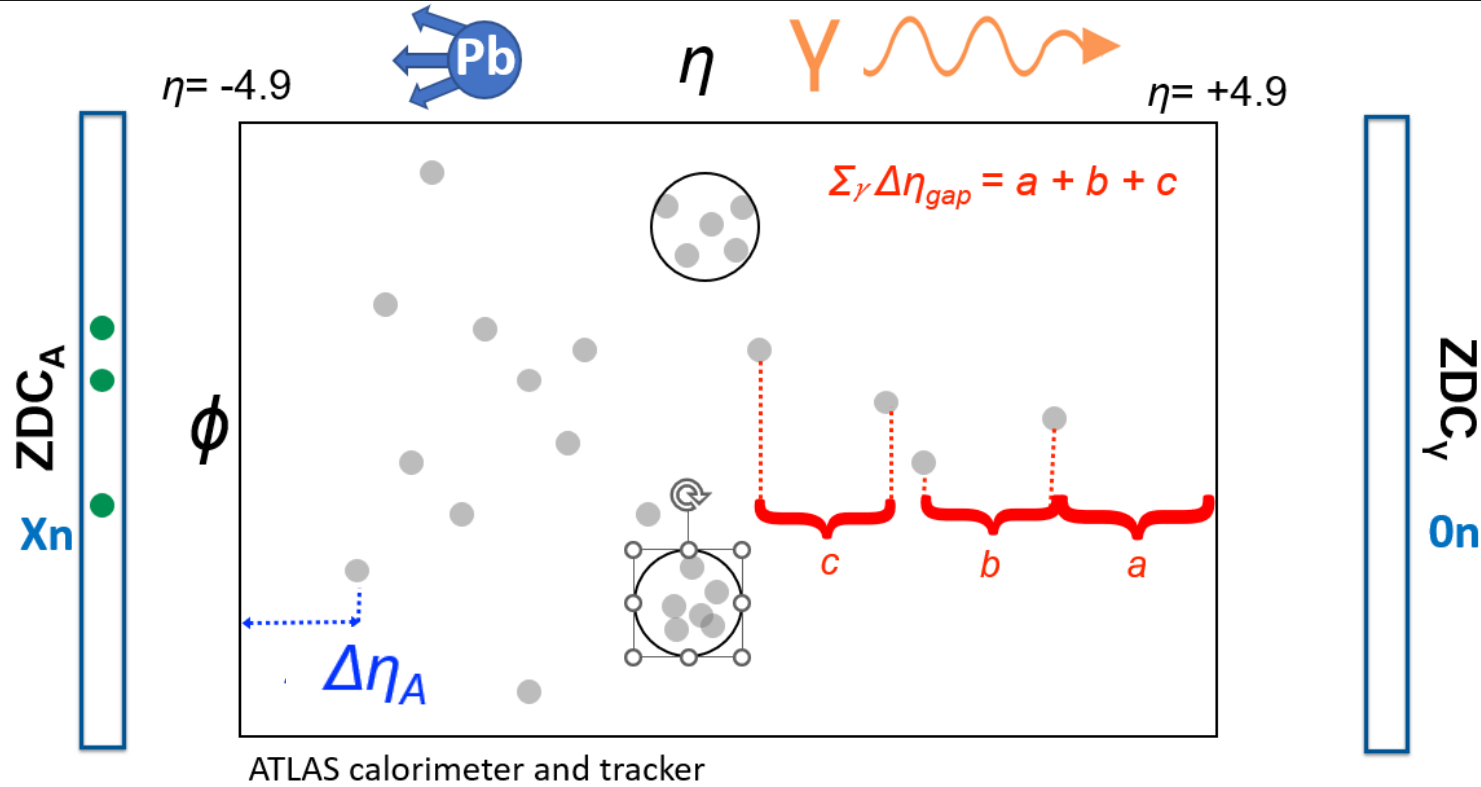 Pb
η
γ
η= -4.9
η= +4.9
Σγ Δηgap = a + b + c
ZDCA
Xn
ϕ
ZDCγ
0n
c
b
a
ΔηA
ATLAS calorimeter and tracker